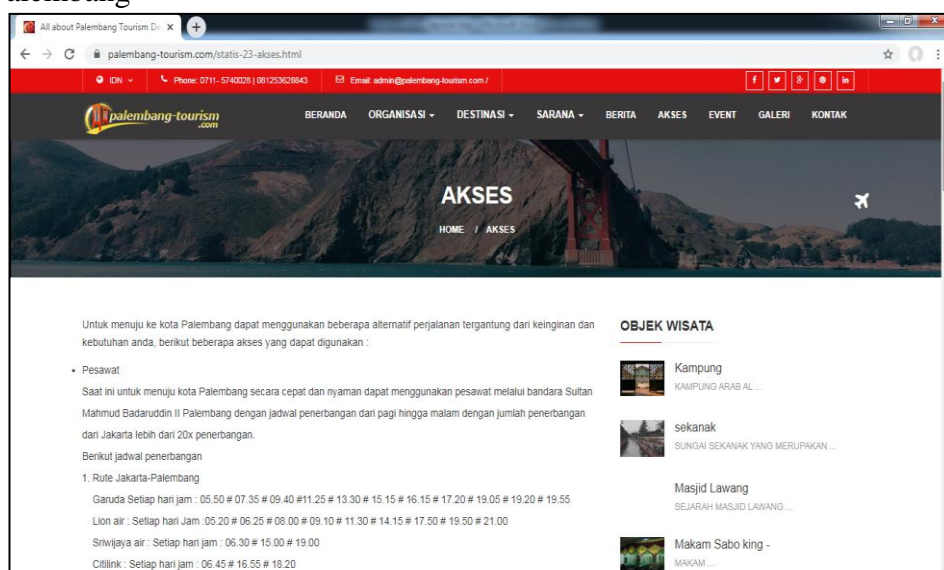 alembang
All about Palembang Tourism De
palembang-tourism.com/statis-23-akses.html
IDN Phone: 0711- 5740028 | 081253628843 Email: admin@palembang-tourism.com /
palembang-tourism
.com
BERANDA ORGANISASI DESTINASI SARANA BERITA AKSES EVENT GALERI KONTAK
AKSES
HOME / AKSES
Untuk menuju ke kota Palembang dapat menggunakan beberapa alternatif perjalanan tergantung dari keinginan dan
kebutuhan anda, berikut beberapa akses yang dapat digunakan :
• Pesawat
Saat ini untuk menuju kota Palembang secara cepat dan nyaman dapat menggunakan pesawat melalui bandara Sultan
Mahmud Badaruddin II Palembang dengan jadwal penerbangan dari pagi hingga malam dengan jumlah penerbangan
dari Jakarta lebih dari 20x penerbangan.
Berikut jadwal penerbangan
1. Rute Jakarta-Palembang
Garuda Setiap hari jam : 05.50 # 07.35 # 09.40 #11.25 # 13.30 # 15.15 # 16.15 # 17.20 # 19.05 # 19.20 # 19.55
Lion air : Setiap hari Jam :05.20 # 06.25 # 08.00 # 09.10 # 11.30 # 14.15 # 17.50 # 19.50 # 21.00
Sriwijaya air : Setiap hari jam : 06.30 # 15.00 # 19.00
Citilink : Setiap hari jam : 06.45 # 16.55 # 18.20
OBJEK WISATA
Kampung
KAMPUNG ARAB AL ...
sekanak
SUNGAI SEKANAK YANG MERUPAKAN ...
Masjid Lawang
SEJARAH MASJID LAWANG ...
Makam Sabo king -
MAKAM ...